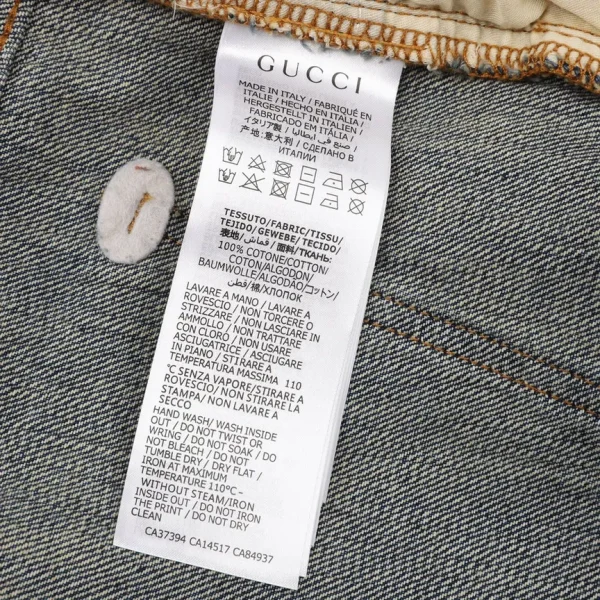 GUCCI
MADE IN ITALY / FABRIQUÉ EN
ITALIE / HECHO EN ITALIA /
HERGESTELLT IN ITALIEN /
FABRICADO EM ITÁLIA /
イタリア製 / صنع في إيطاليا /
产地: 意大利 / СДЕЛАНО В
ИТАЛИИ
TESSUTO/FABRIC/TISSU/
TEJIDO/ GEWEBE/ TECIDO/
表地/ قماش/ 面料/ ТКАНЬ:
100% COTONE/COTTON/
COTON/ALGODON/
BAUMWOLLE/ALGODÃO/コットン/
قطن/ 棉/ХЛОПОК
LAVARE A MANO/ LAVARE A
ROVESCIO / NON TORCERE O
STRIZZARE / NON LASCIARE IN
AMMOLLO / NON TRATTARE
CON CLORO / NON USARE
ASCIUGATRICE / ASCIUGARE
IN PIANO / STIRARE A
TEMPERATURA MASSIMA 110
°C SENZA VAPORE/STIRARE A
ROVESCIO / NON STIRARE LA
STAMPA/ NON LAVARE A
SECCO
HAND WASH/ WASH INSIDE
OUT / DO NOT TWIST OR
WRING / DO NOT SOAK / DO
NOT BLEACH / DO NOT
TUMBLE DRY / DRY FLAT /
IRON AT MAXIMUM
TEMPERATURE 110°C–
WITHOUT STEAM/IRON
INSIDE OUT / DO NOT IRON
THE PRINT / DO NOT DRY
CLEAN
CA37394 CA14517 CA84937